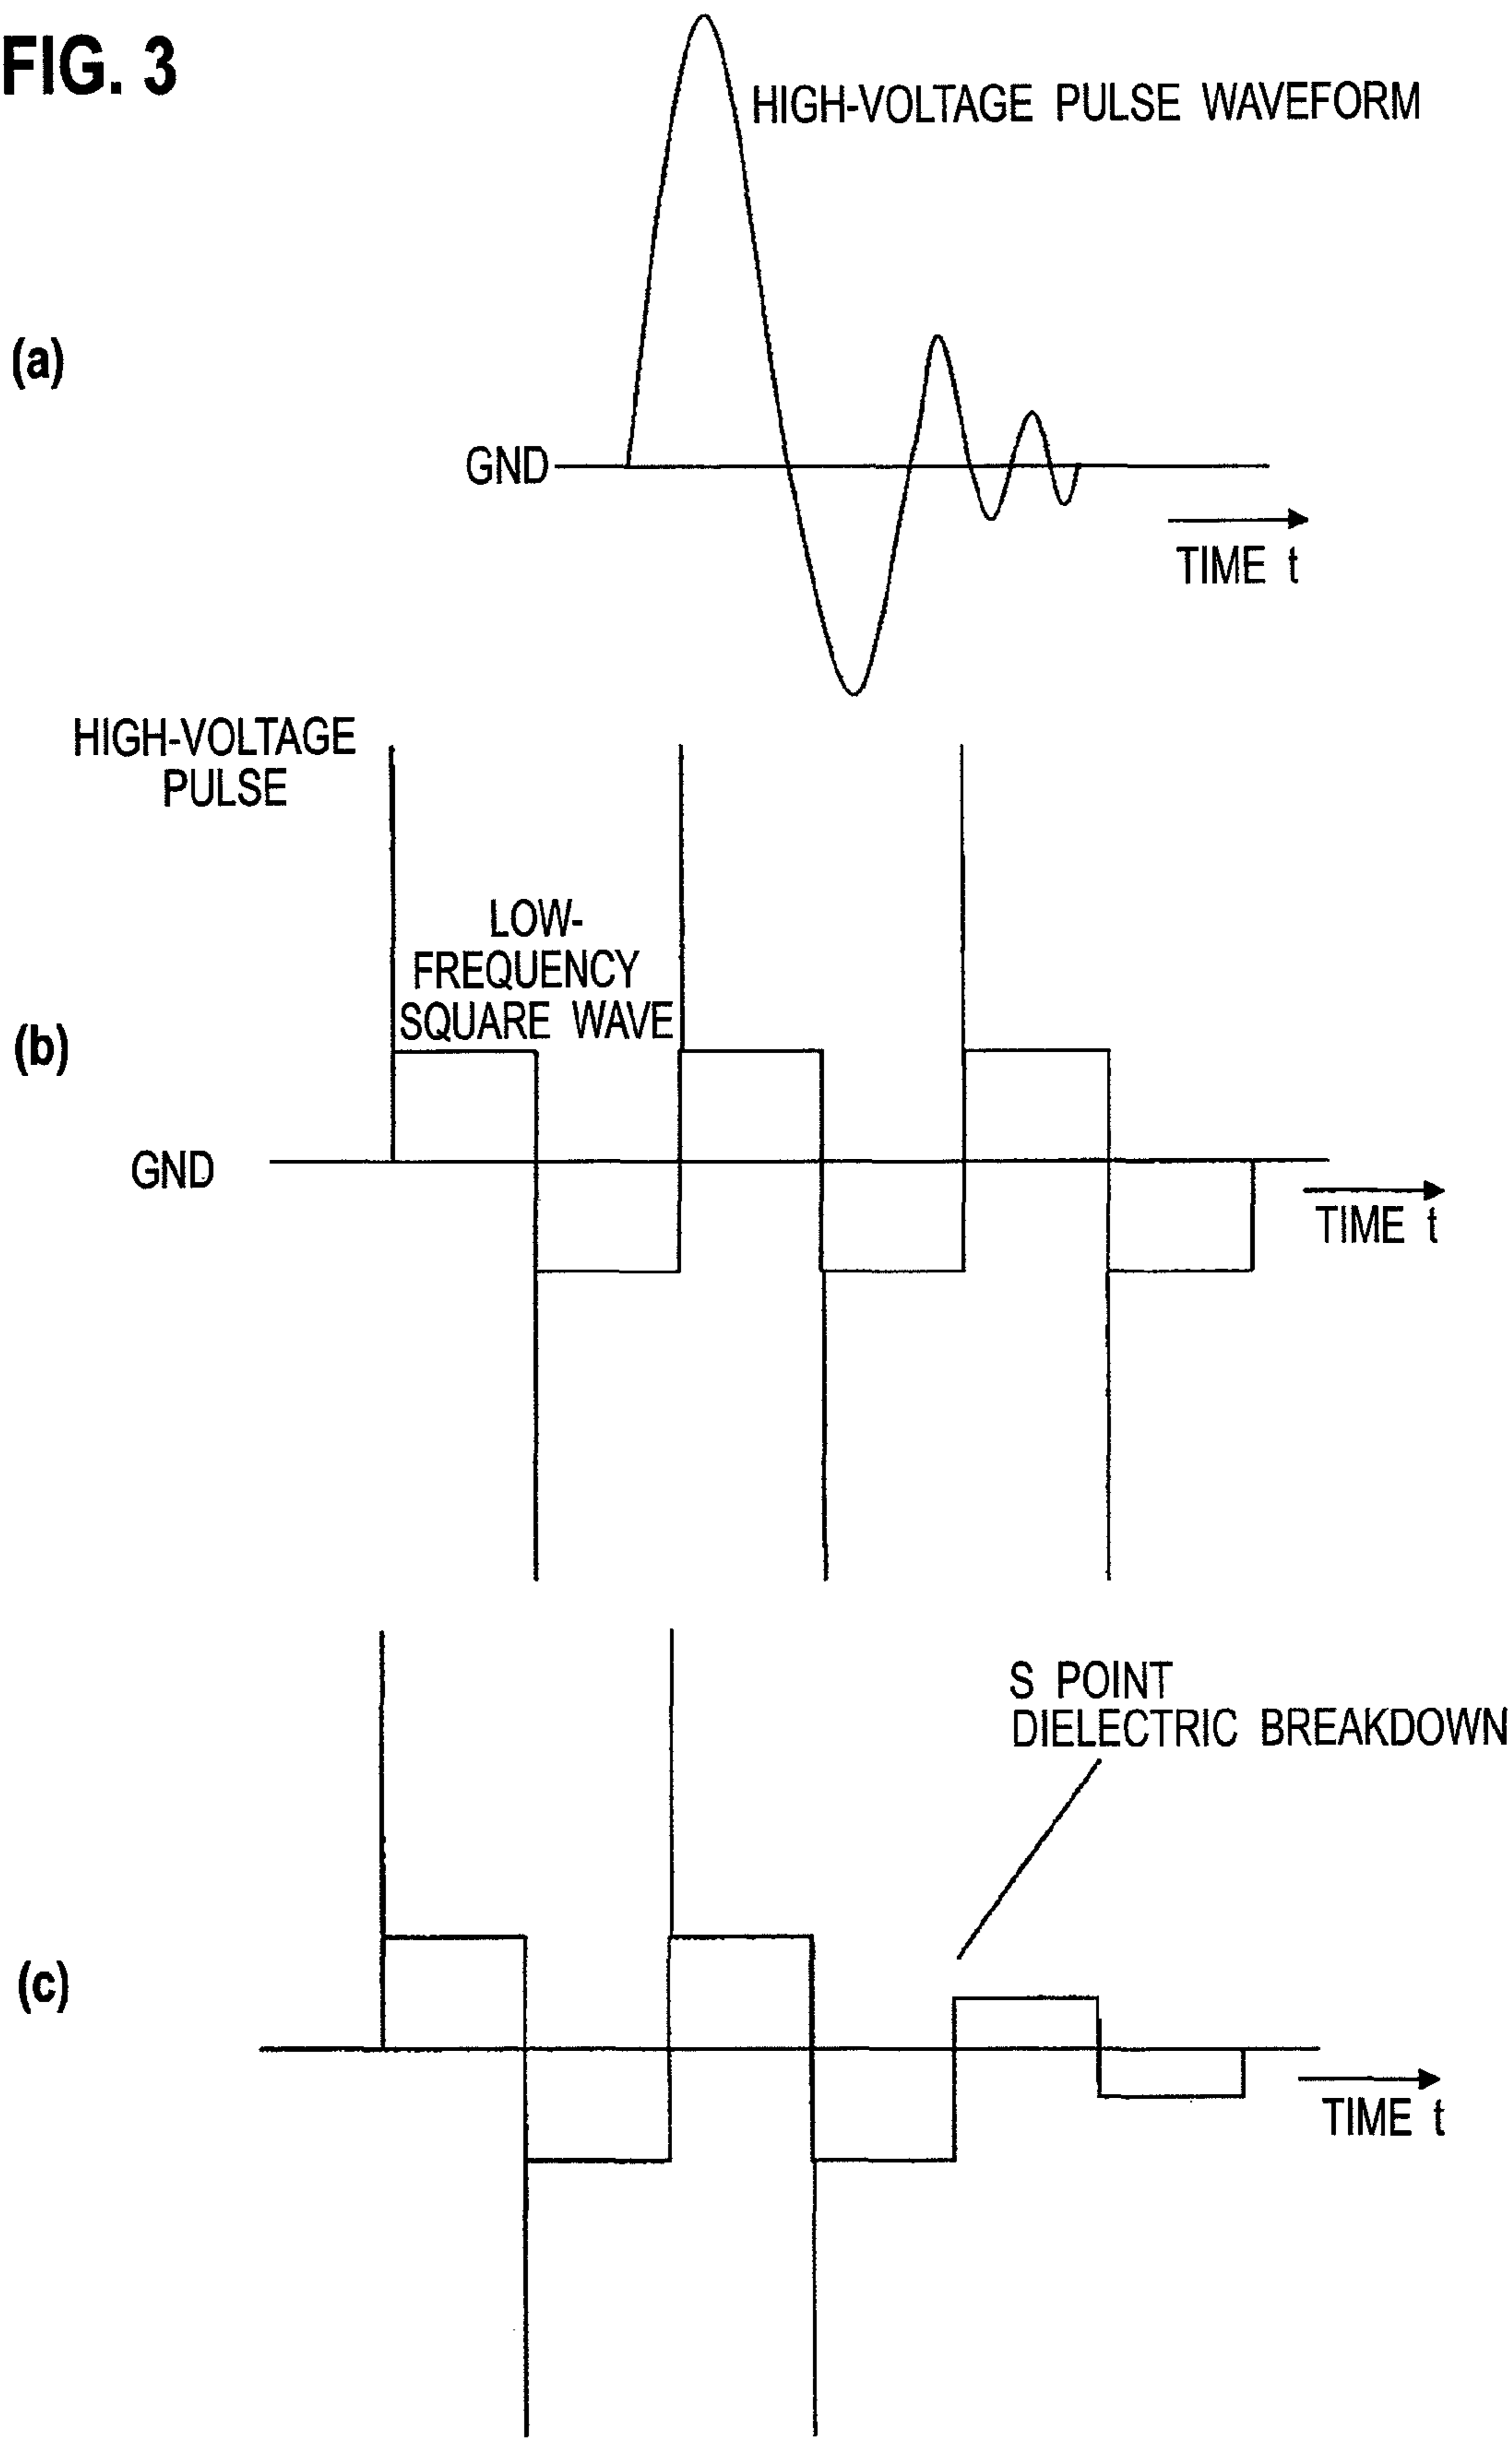 FIG. 3
HIGH-VOLTAGE PULSE WAVEFORM
(a)
GND
TIME t
HIGH-VOLTAGE
PULSE
LOW-
FREQUENCY
SQUARE WAVE
(b)
GND
TIME t
S POINT
DIELECTRIC BREAKDOWN
(c)
TIME t